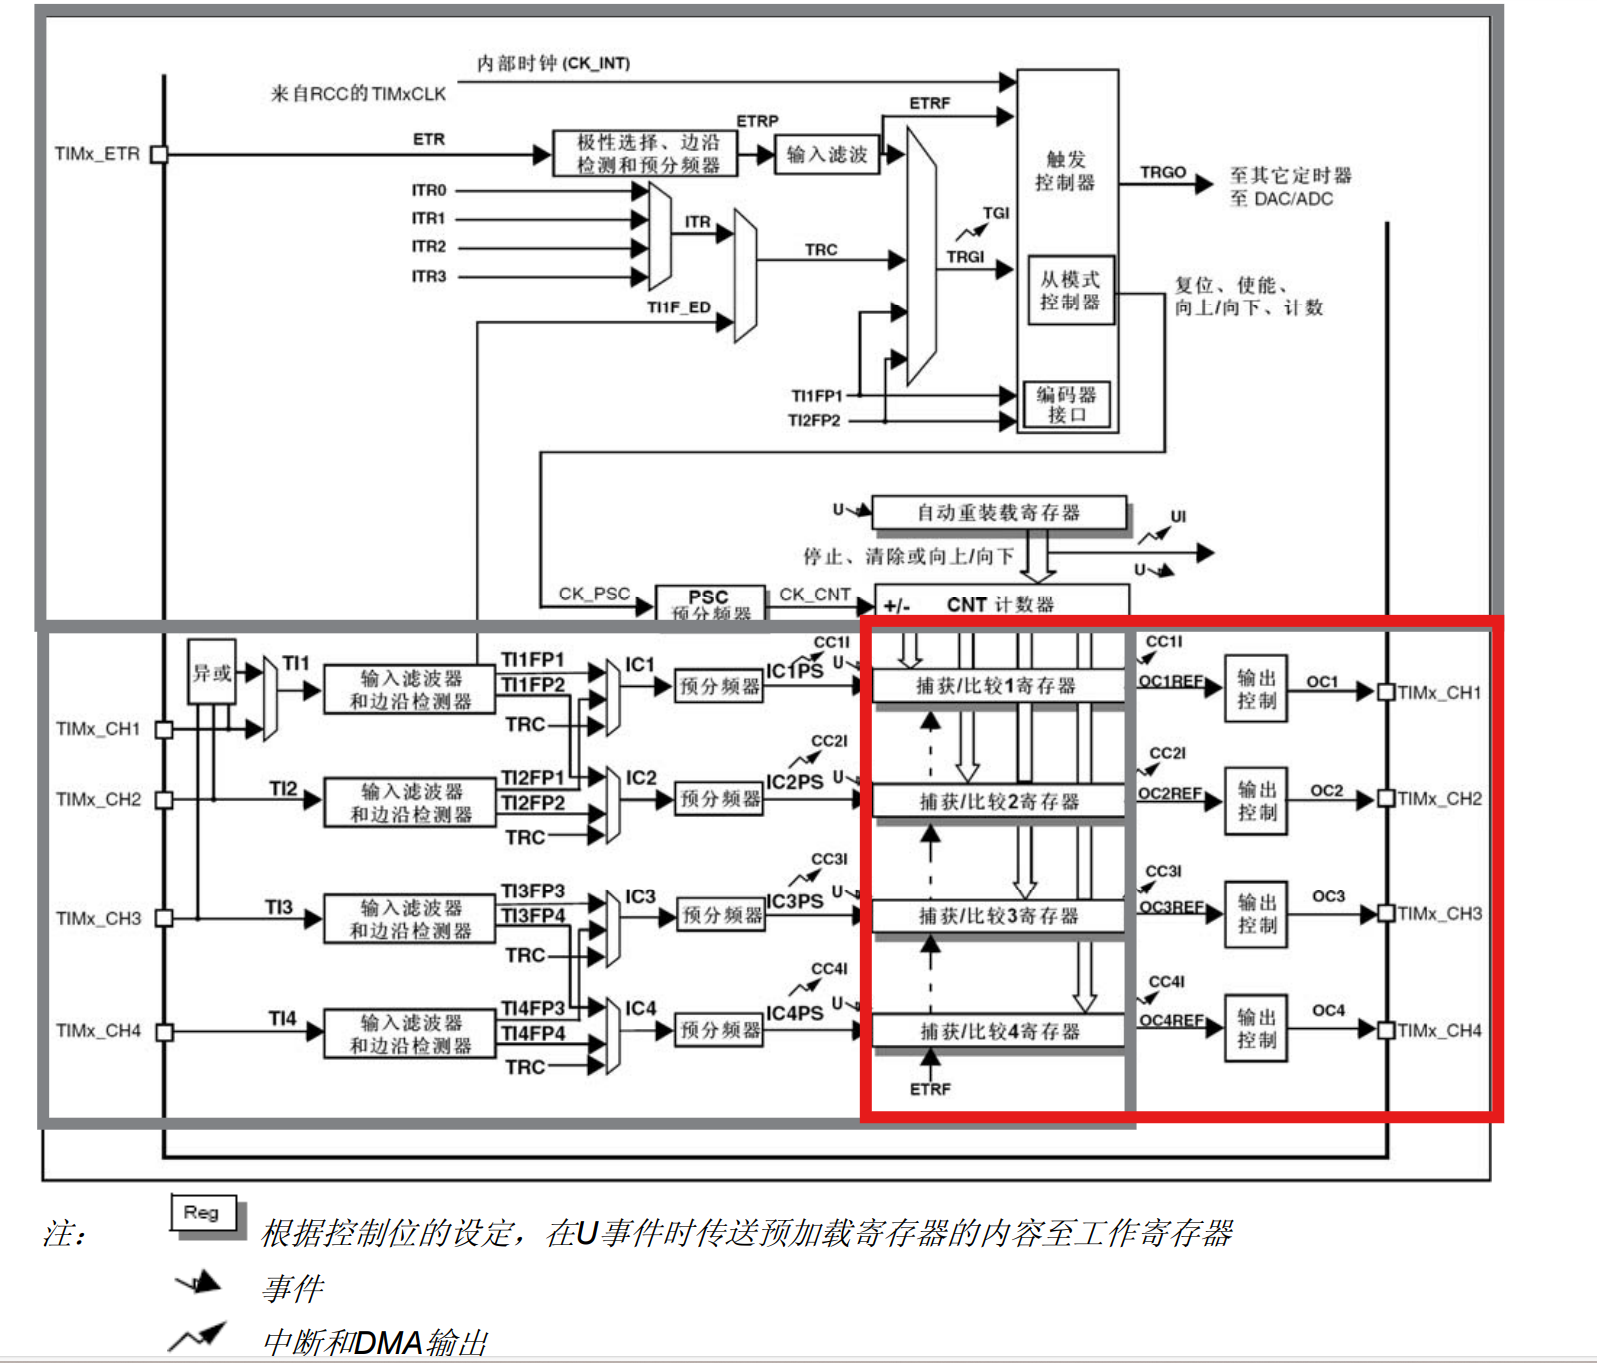 内部时钟 (CK_INT)
来自RCC的TIMxCLK
ETRF
TIMx_ETR
ETR
极性选择、边沿
检测和预分频器
ETRP
输入滤波
触发
控制器
TRGO
至其它定时器
至 DAC/ADC
ITR0
ITR1
ITR2
ITR3
ITR
TRC
TI1F_ED
TGI
TRGI
从模式
控制器
复位、使能、
向上/向下、计数
TI1FP1
TI2FP2
编码器
接口
U
自动重装载寄存器
UI
停止、清除或向上/向下
U
CK_PSC
PSC
预分频器
CK_CNT
+/-
CNT 计数器
异或
TI1
输入滤波器
和边沿检测器
TI1FP1
TI1FP2
TRC
IC1
预分频器
IC1PS
CC1I
U
捕获/比较1寄存器
CC1I
OC1REF
输出
控制
OC1
TIMx_CH1
TIMx_CH1
TIMx_CH2
TI2
输入滤波器
和边沿检测器
TI2FP1
TI2FP2
TRC
IC2
预分频器
IC2PS
CC2I
U
捕获/比较2寄存器
CC2I
OC2REF
输出
控制
OC2
TIMx_CH2
TIMx_CH3
TI3
输入滤波器
和边沿检测器
TI3FP3
TI3FP4
TRC
IC3
预分频器
IC3PS
CC3I
U
捕获/比较3寄存器
CC3I
OC3REF
输出
控制
OC3
TIMx_CH3
TIMx_CH4
TI4
输入滤波器
和边沿检测器
TI4FP3
TI4FP4
TRC
IC4
预分频器
IC4PS
CC4I
U
捕获/比较4寄存器
CC4I
OC4REF
输出
控制
OC4
TIMx_CH4
ETRF
注：
Reg
根据控制位的设定，在U事件时传送预加载寄存器的内容至工作寄存器
事件
中断和DMA输出